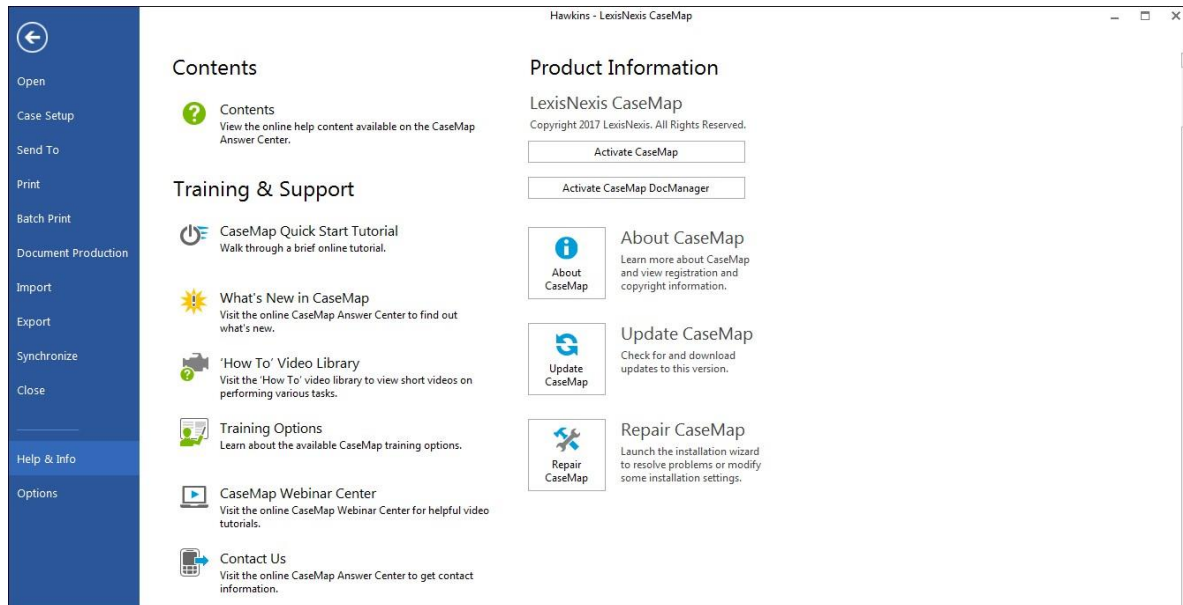 Hawkins - LexisNexis CaseMap
Open
Case Setup
Send To
Print
Batch Print
Document Production
Import
Export
Synchronize
Close
Help & Info
Options
Contents
Contents
View the online help content available on the CaseMap
Answer Center.
Training & Support
CaseMap Quick Start Tutorial
Walk through a brief online tutorial.
What's New in CaseMap
Visit the online CaseMap Answer Center to find out
what's new.
'How To' Video Library
Visit the 'How To' video library to view short videos on
performing various tasks.
Training Options
Learn about the available CaseMap training options.
CaseMap Webinar Center
Visit the online CaseMap Webinar Center for helpful video
tutorials.
Contact Us
Visit the online CaseMap Answer Center to get contact
information.
Product Information
LexisNexis CaseMap
Copyright 2017 LexisNexis. All Rights Reserved.
Activate CaseMap
Activate CaseMap DocManager
About
CaseMap
About CaseMap
Learn more about CaseMap
and view registration and
copyright information.
Update
CaseMap
Update CaseMap
Check for and download
updates to this version.
Repair
CaseMap
Repair CaseMap
Launch the installation wizard
to resolve problems or modify
some installation settings.